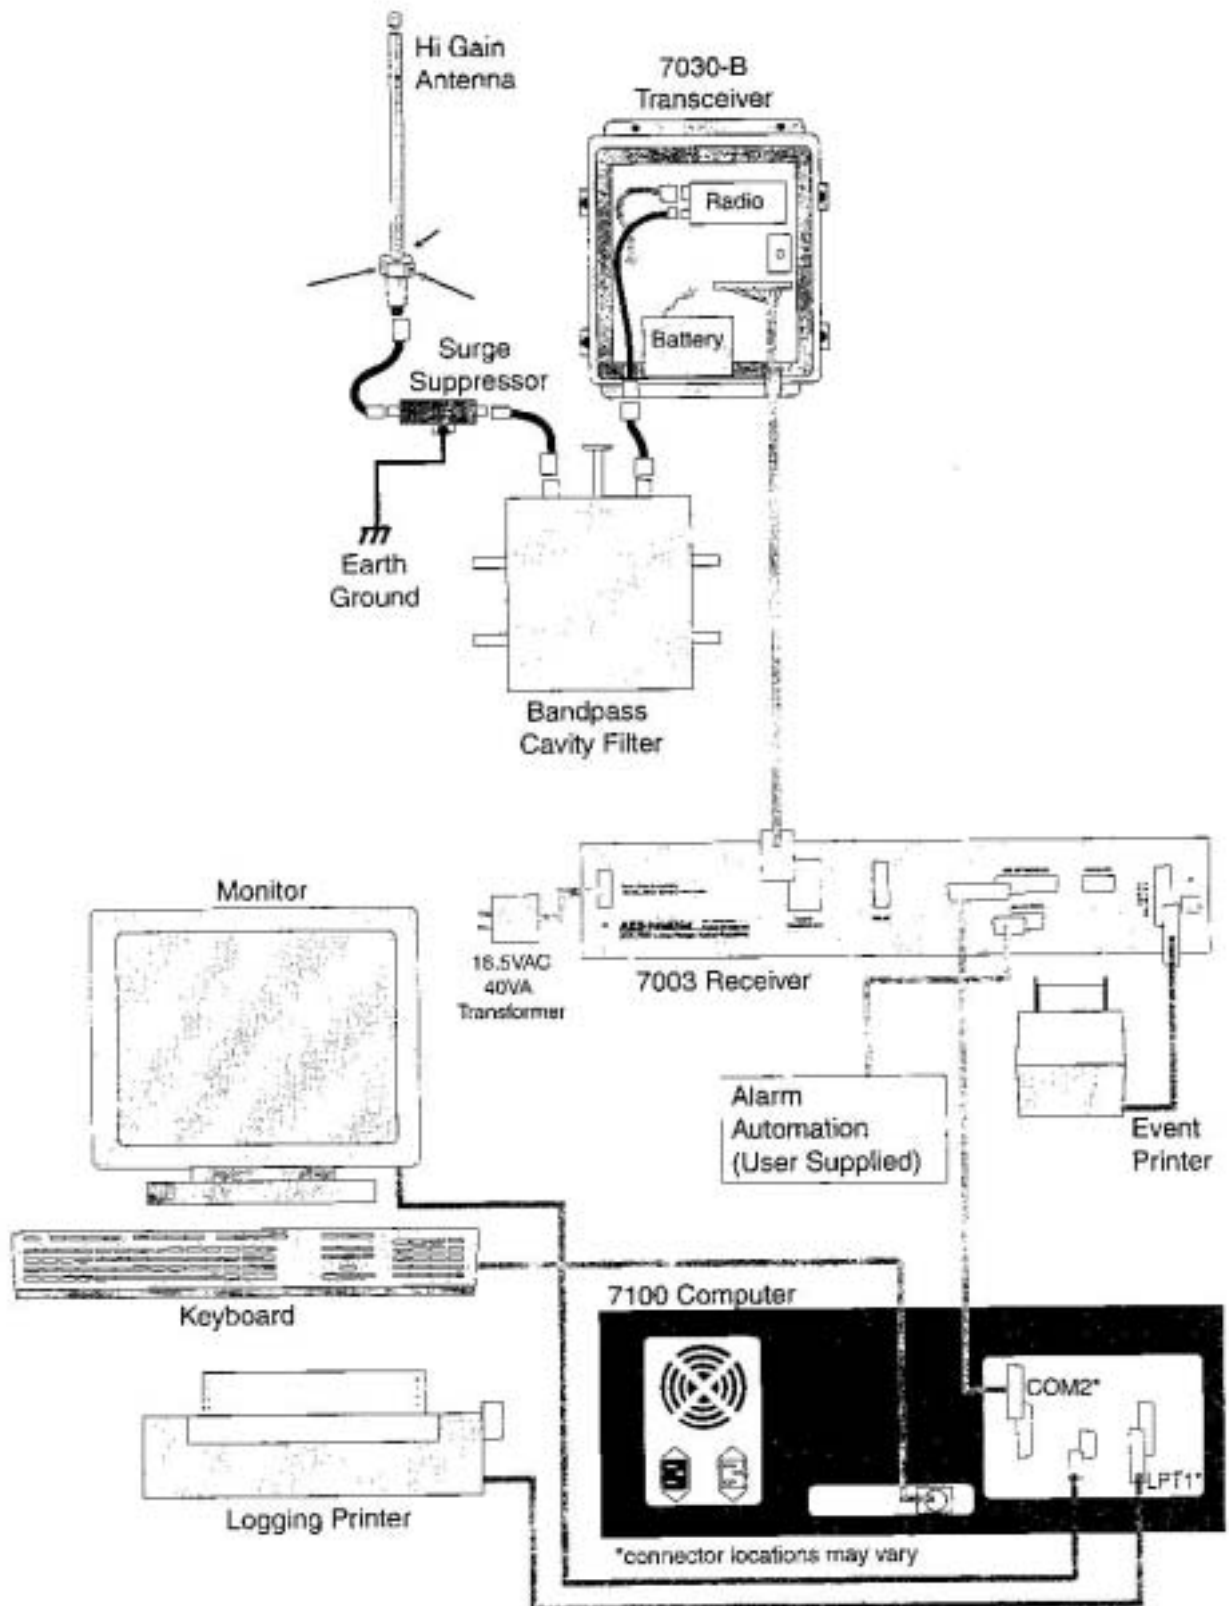 Hi Gain
Antenna
7030-B
Transceiver
Radio
Battery
Surge
Suppressor
Earth
Ground
Bandpass
Cavity Filter
Monitor
16.5VAC
40VA
Transformer
7003 Receiver
Alarm
Automation
(User Supplied)
Event
Printer
Keyboard
7100 Computer
COM2*
LPT1*
Logging Printer
*connector locations may vary